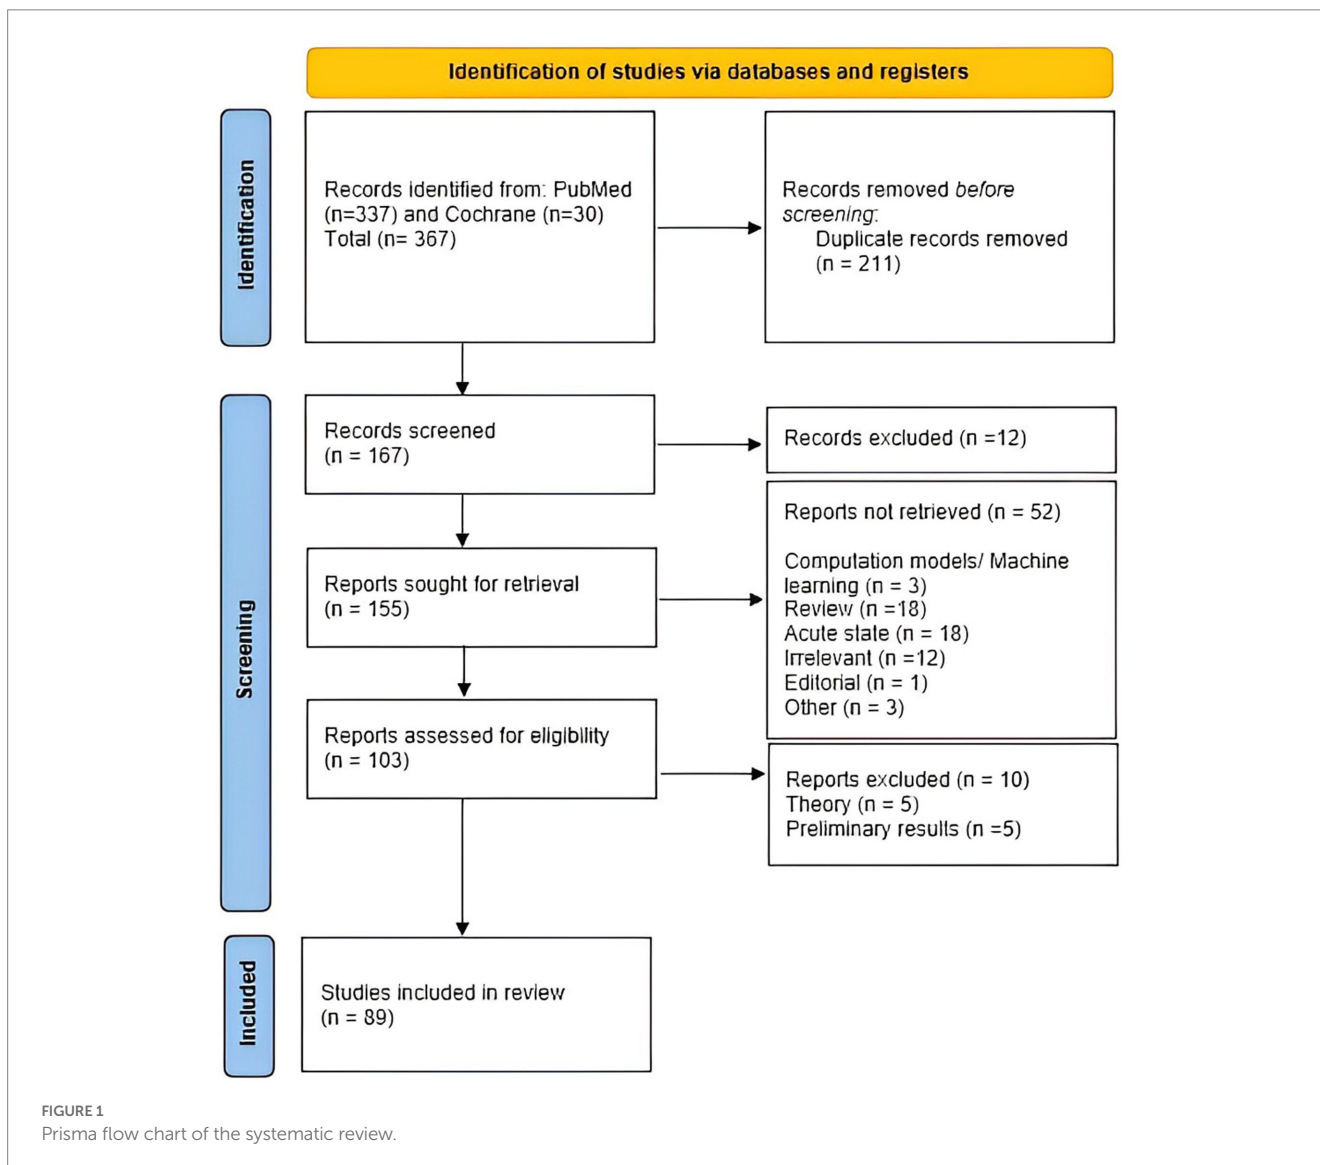 Identification of studies via databases and registers
Identification
Records identified from: PubMed
(n=337) and Cochrane (n=30)
Total (n= 367)
Records removed before
screening:
Duplicate records removed
(n = 211)
Screening
Records screened
(n = 167)
Records excluded (n =12)
Reports sought for retrieval
(n = 155)
Reports not retrieved (n = 52)
Computation models/ Machine
learning (n = 3)
Review (n =18)
Acute state (n = 18)
Irrelevant (n =12)
Editorial (n = 1)
Other (n = 3)
Reports assessed for eligibility
(n = 103)
Reports excluded (n = 10)
Theory (n = 5)
Preliminary results (n =5)
Included
Studies included in review
(n = 89)
FIGURE 1
Prisma flow chart of the systematic review.